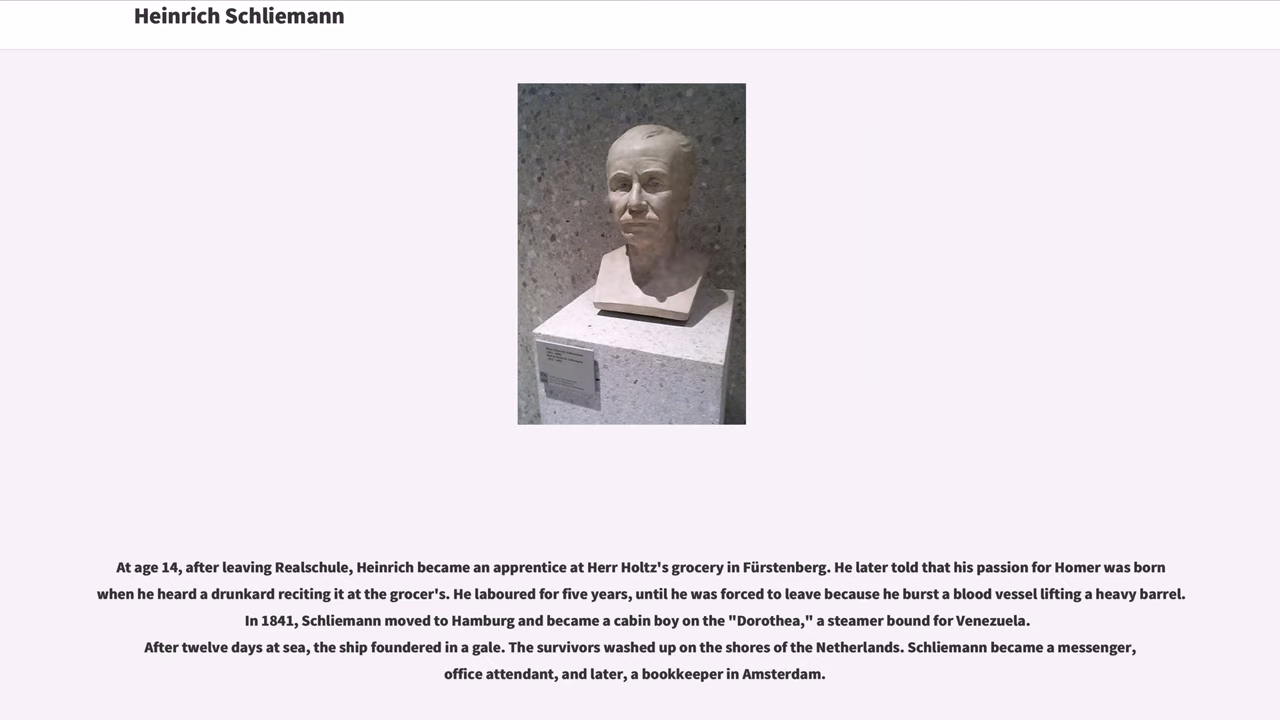 Heinrich Schliemann
At age 14, after leaving Realschule, Heinrich became an apprentice at Herr Holtz's grocery in Fürstenberg. He later told that his passion for Homer was born
when he heard a drunkard reciting it at the grocer's. He laboured for five years, until he was forced to leave because he burst a blood vessel lifting a heavy barrel.
In 1841, Schliemann moved to Hamburg and became a cabin boy on the "Dorothea," a steamer bound for Venezuela.
After twelve days at sea, the ship foundered in a gale. The survivors washed up on the shores of the Netherlands. Schliemann became a messenger,
office attendant, and later, a bookkeeper in Amsterdam.